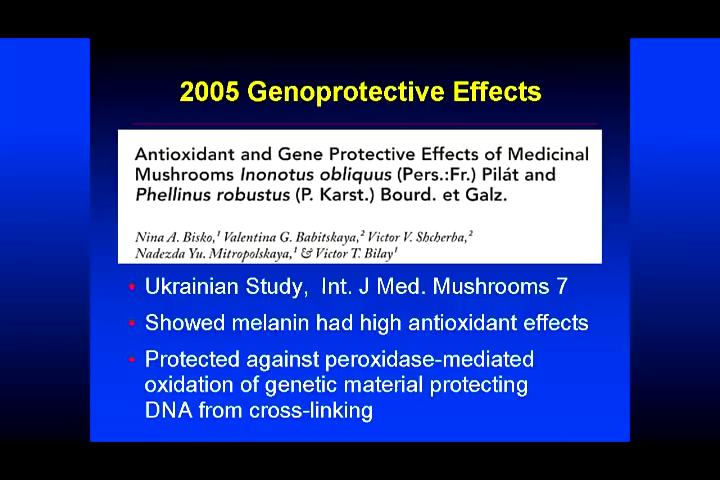 2005 Genoprotective Effects
Antioxidant and Gene Protective Effects of Medicinal
Mushrooms Inonotus obliquus (Pers.:Fr.) Pilát and
Phellinus robustus (P. Karst.) Bourd. et Galz.
Nina A. Bisko,¹ Valentina G. Babitskaya,² Victor V. Shcherba,²
Nadezda Yu. Mitropolskaya,¹ & Victor T. Bilay¹
• Ukrainian Study, Int. J Med. Mushrooms 7
• Showed melanin had high antioxidant effects
• Protected against peroxidase-mediated
oxidation of genetic material protecting
DNA from cross-linking